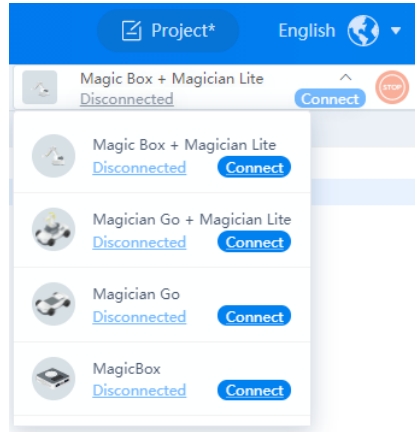 Project*
English
Magic Box + Magician Lite
Disconnected
Connect
STOP
Magic Box + Magician Lite
Disconnected
Connect
Magician Go + Magician Lite
Disconnected
Connect
Magician Go
Disconnected
Connect
MagicBox
Disconnected
Connect